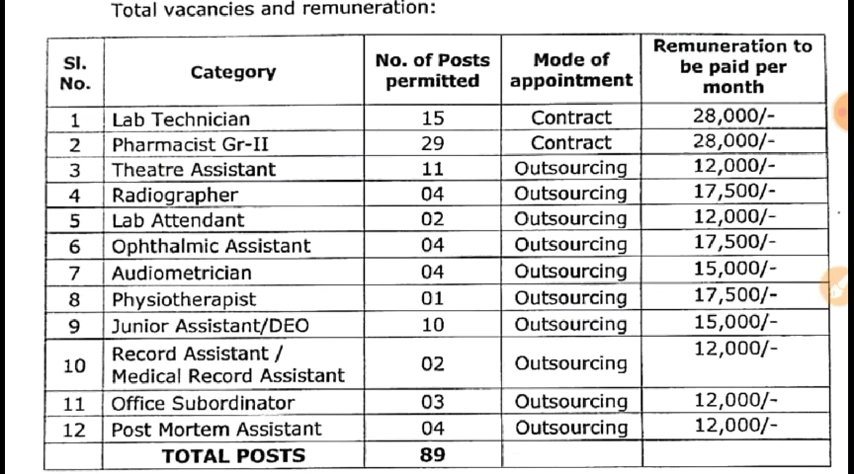 Total vacancies and remuneration:
Sl. No. Category No. of Posts permitted Mode of appointment Remuneration to be paid per month
1 Lab Technician 15 Contract 28,000/-
2 Pharmacist Gr-II 29 Contract 28,000/-
3 Theatre Assistant 11 Outsourcing 12,000/-
4 Radiographer 04 Outsourcing 17,500/-
5 Lab Attendant 02 Outsourcing 12,000/-
6 Ophthalmic Assistant 04 Outsourcing 17,500/-
7 Audiometrician 04 Outsourcing 15,000/-
8 Physiotherapist 01 Outsourcing 17,500/-
9 Junior Assistant/DEO 10 Outsourcing 15,000/-
10 Record Assistant / Medical Record Assistant 02 Outsourcing 12,000/-
11 Office Subordinator 03 Outsourcing 12,000/-
12 Post Mortem Assistant 04 Outsourcing 12,000/-
TOTAL POSTS 89